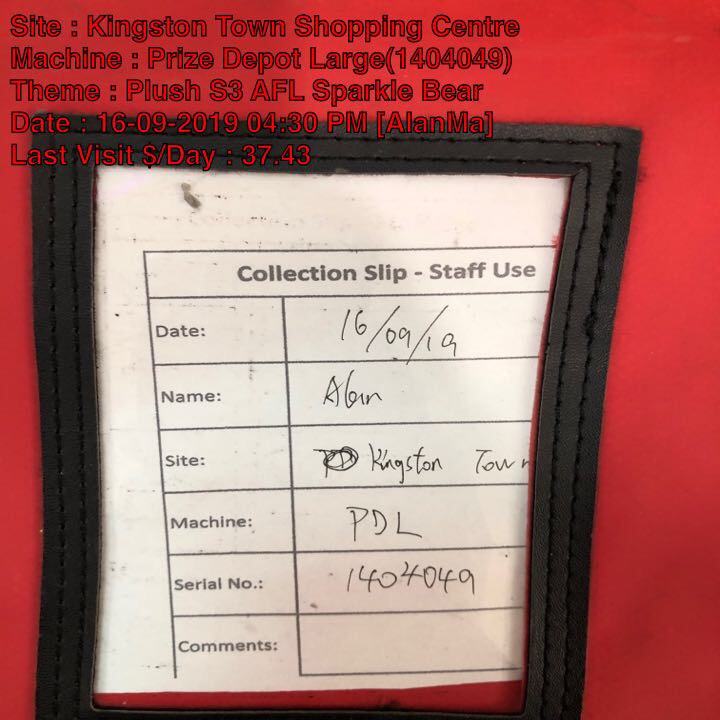 Site : Kingston Town Shopping Centre
Machine : Prize Depot Large(1404049)
Theme : Plush S3 AFL Sparkle Bear
Date : 16-09-2019 04:30 PM [AlanMa]
Last Visit $/Day : 37.43
Collection Slip - Staff Use
Date: 16/09/19
Name: Alan
Site: Kingston Town
Machine: PDL
Serial No.: 1404049
Comments: